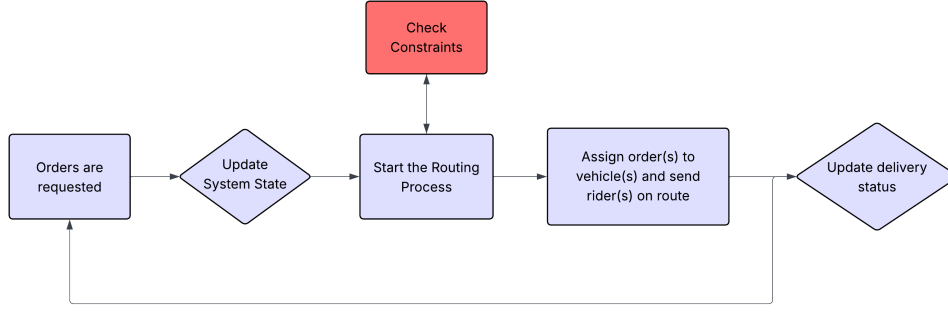 Check
Constraints
Orders are
requested
Update
System State
Start the Routing
Process
Assign order(s) to
vehicle(s) and send
rider(s) on route
Update delivery
status